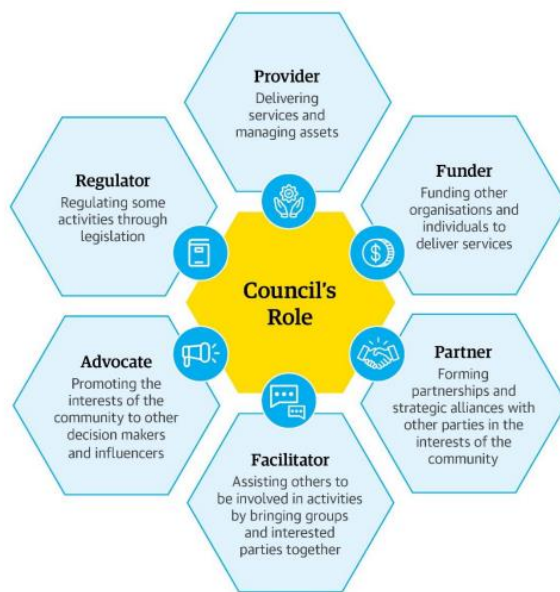 Provider
Delivering
services and
managing assets
Regulator
Regulating some
activities through
legislation
Funder
Funding other
organisations and
individuals to
deliver services
Council's
Role
Advocate
Promoting the
interests of the
community to other
decision makers
and influencers
Partner
Forming
partnerships and
strategic alliances with
other parties in the
interests of the
community
Facilitator
Assisting others to
be involved in activities
by bringing groups
and interested
parties together